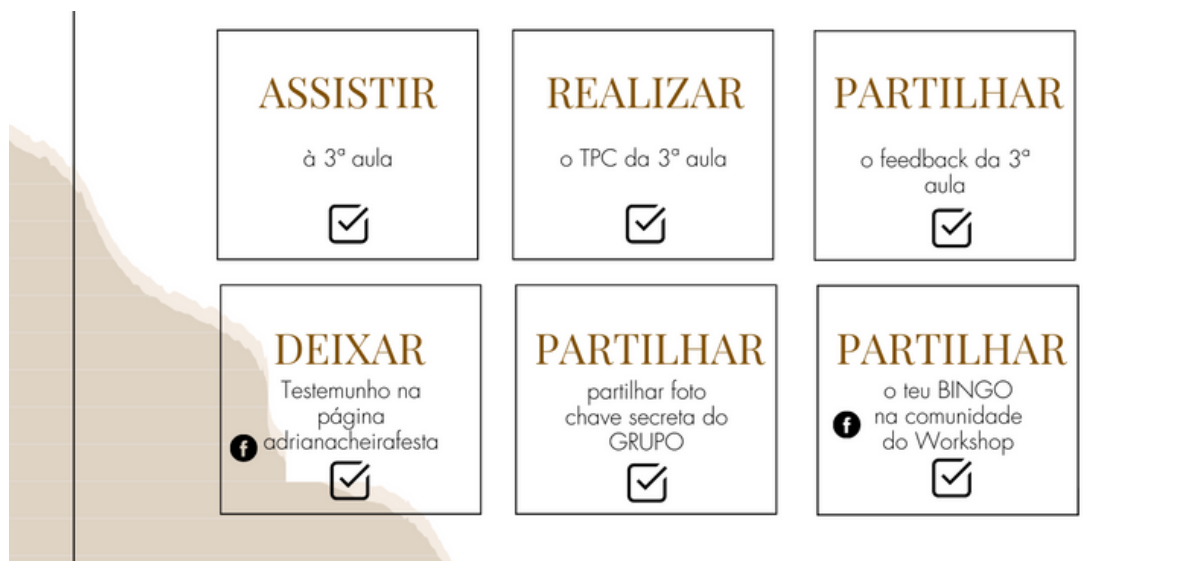 ASSISTIR
à 3ª aula
REALIZAR
o TPC da 3ª aula
PARTILHAR
o feedback da 3ª
aula
DEIXAR
Testemunho na
página
adrianacheirafesta
PARTILHAR
partilhar foto
chave secreta do
GRUPO
PARTILHAR
o teu BINGO
na comunidade
do Workshop